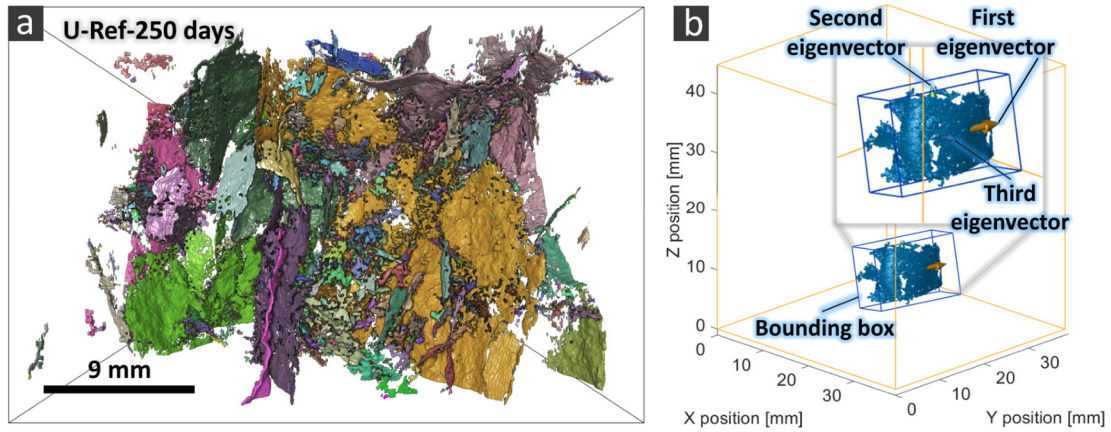 a
U-Ref-250 days
9 mm
b
Second
eigenvector
First
eigenvector
Third
eigenvector
Bounding box
Z position [mm]
40
30
20
10
0
0
10
20
30
X position [mm]
0
10
20
30
Y position [mm]